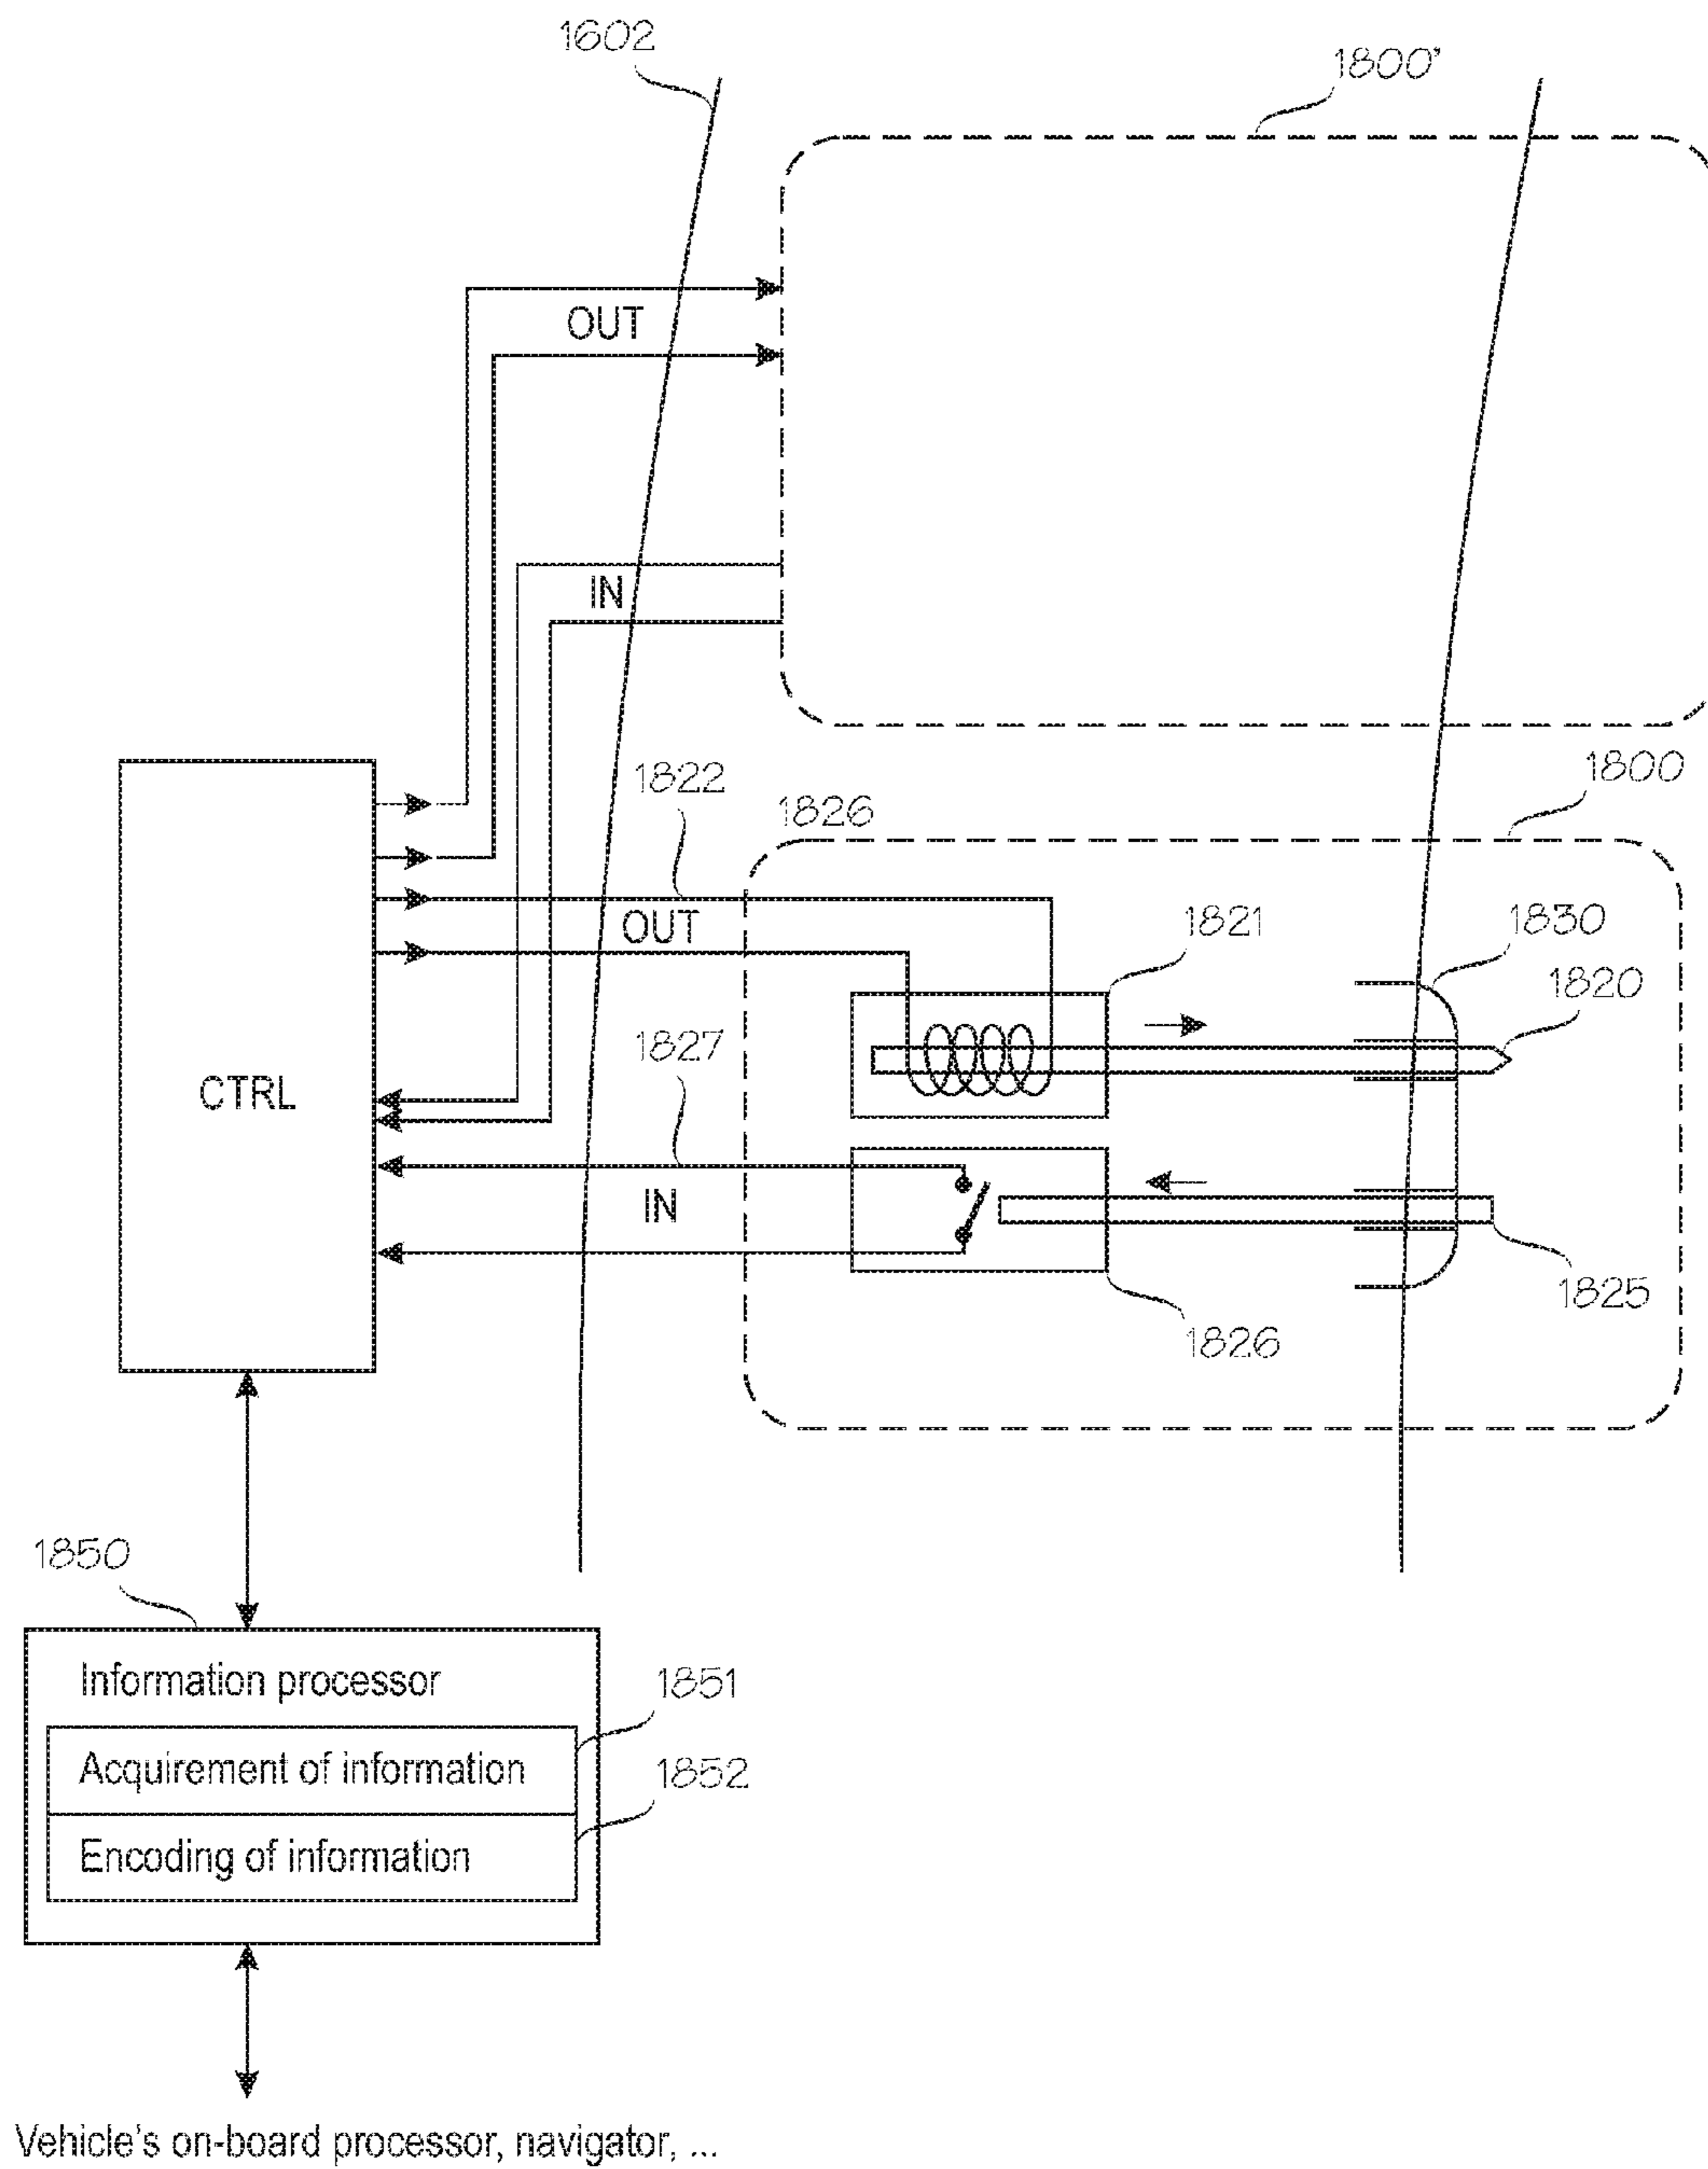 1602
1800'
OUT
IN
1822
1826
1800
OUT
1821
1830
1820
1827
CTRL
IN
1825
1826
1850
Information processor
1851
Acquirement of information
1852
Encoding of information
Vehicle's on-board processor, navigator, ...